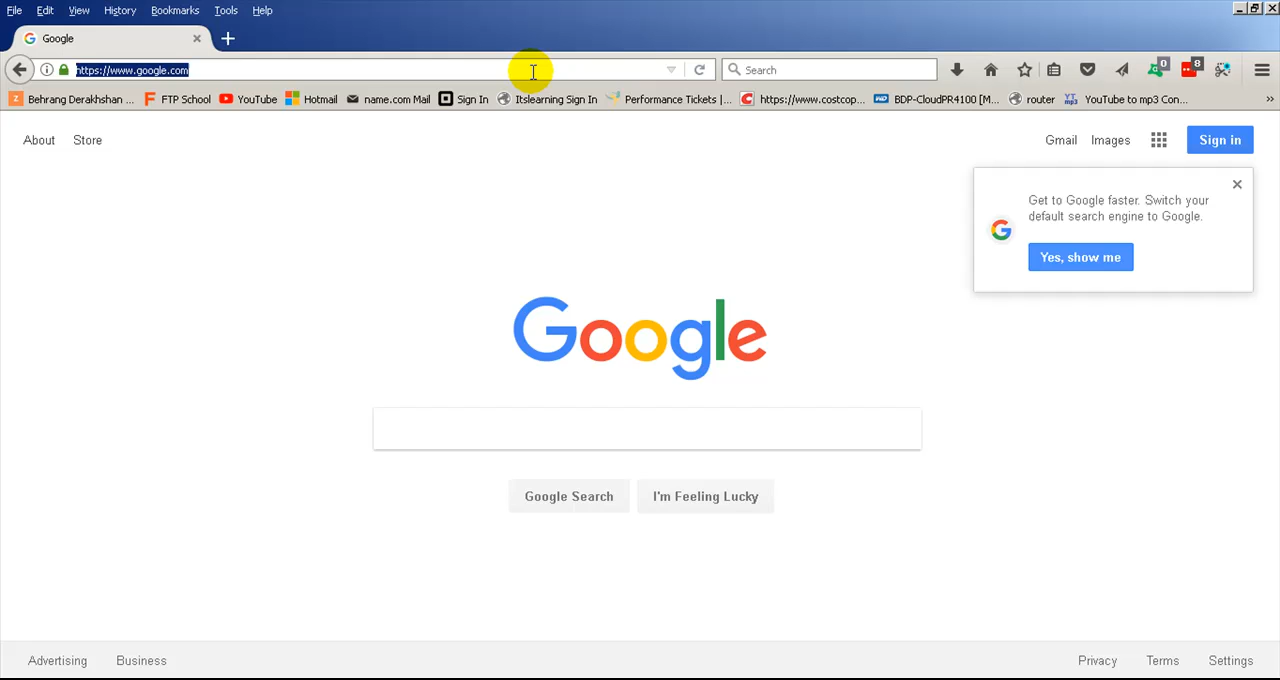 File Edit View History Bookmarks Tools Help
Google
https://www.google.com
Search
0
8
Behrang Derakhshan ... FTP School YouTube Hotmail name.com Mail Sign In Itslearning Sign In Performance Tickets |... https://www.costcop... BDP-CloudPR4100 [M... router YouTube to mp3 Con...
About Store
Gmail Images Sign in
Get to Google faster. Switch your
default search engine to Google.
Yes, show me
Google
Google Search I'm Feeling Lucky
Advertising Business
Privacy Terms Settings